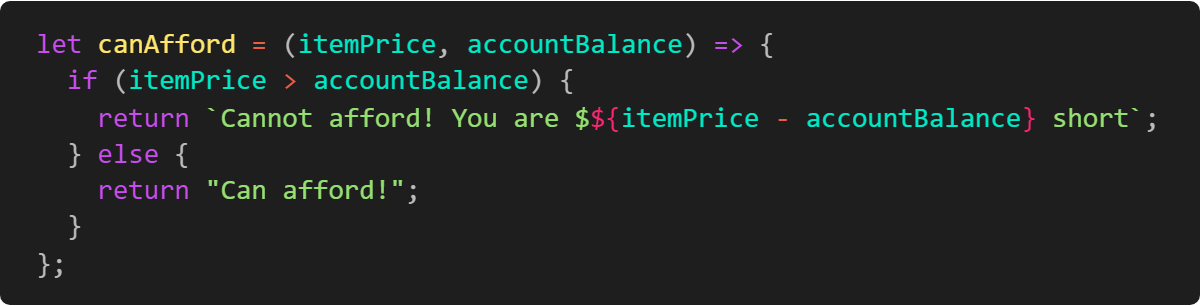 let canAfford = (itemPrice, accountBalance) => {
  if (itemPrice > accountBalance) {
    return `Cannot afford! You are $${itemPrice - accountBalance} short`;
  } else {
    return "Can afford!";
  }
};